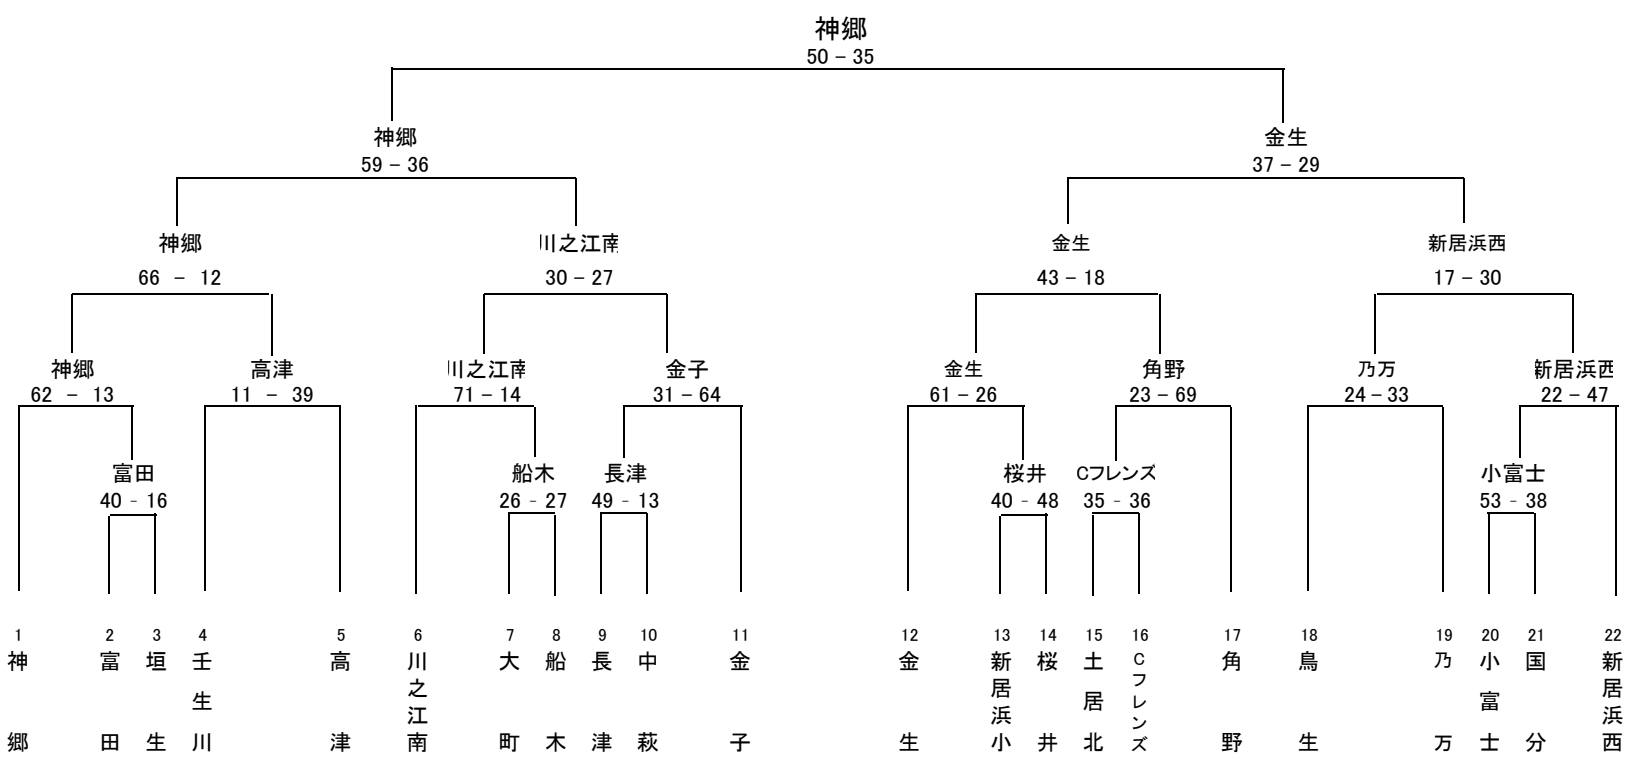 神郷
50 − 35
神郷 金生
59 − 36 37 − 29
神郷 川之江南 金生 新居浜西
66 − 12 30 − 27 43 − 18 17 − 30
神郷 高津 川之江南 金子 金生 角野 乃万 新居浜西
62 − 13 11 − 39 71 − 14 31 − 64 61 − 26 23 − 69 24 − 33 22 − 47
富田 船木 長津 桜井 Cフレンズ 小富士
40 - 16 26 - 27 49 - 13 40 - 48 35 - 36 53 - 38
1 2 3 4 5 6 7 8 9 10 11 12 13 14 15 16 17 18 19 20 21 22
神郷
富田
垣生
壬生川
高津
川之江南
大町
船木
長津
中萩
金子
金生
新居浜小
桜井
土居北
Cフレンズ
角野
鳥生
乃万
小富士
国分
新居浜西